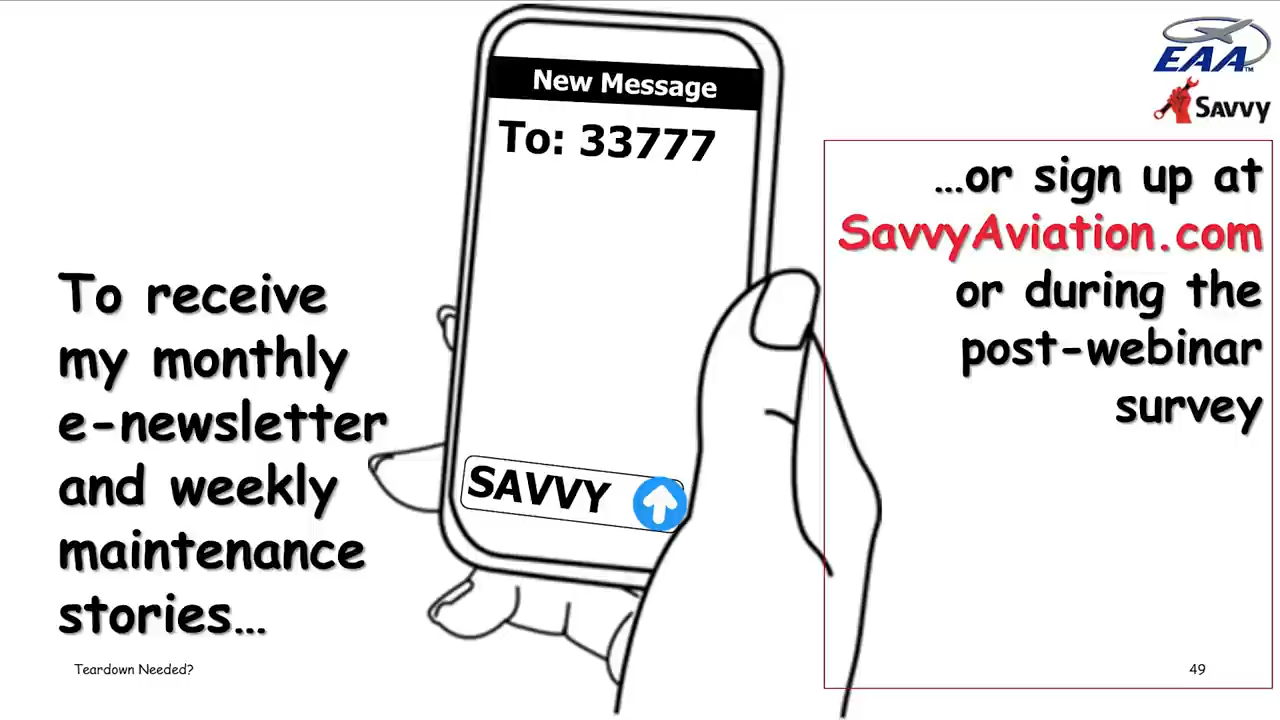 EAA™
SAVVY
New Message
To: 33777
SAVVY
To receive
my monthly
e-newsletter
and weekly
maintenance
stories…
…or sign up at
SavvyAviation.com
or during the
post-webinar
survey
Teardown Needed?
49